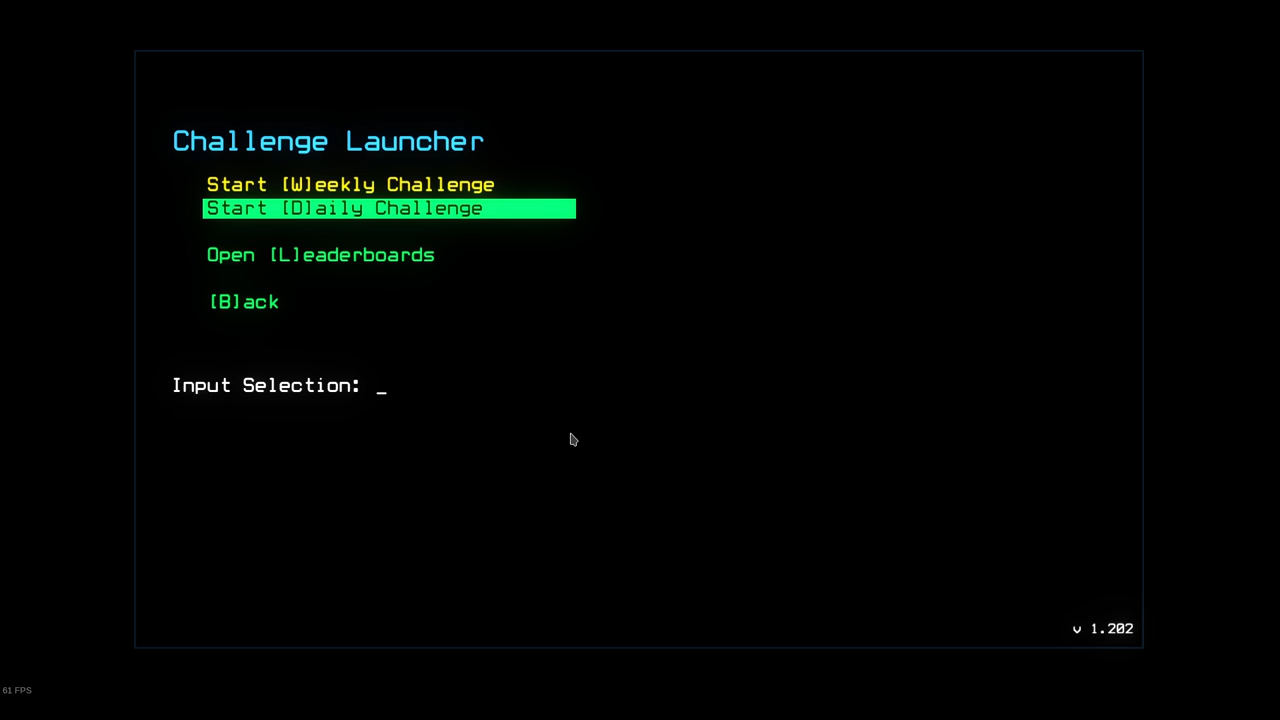 Challenge Launcher
Start [W]eekly Challenge
Start [D]aily Challenge
Open [L]eaderboards
[B]ack
Input Selection: _
v 1.202
61 FPS